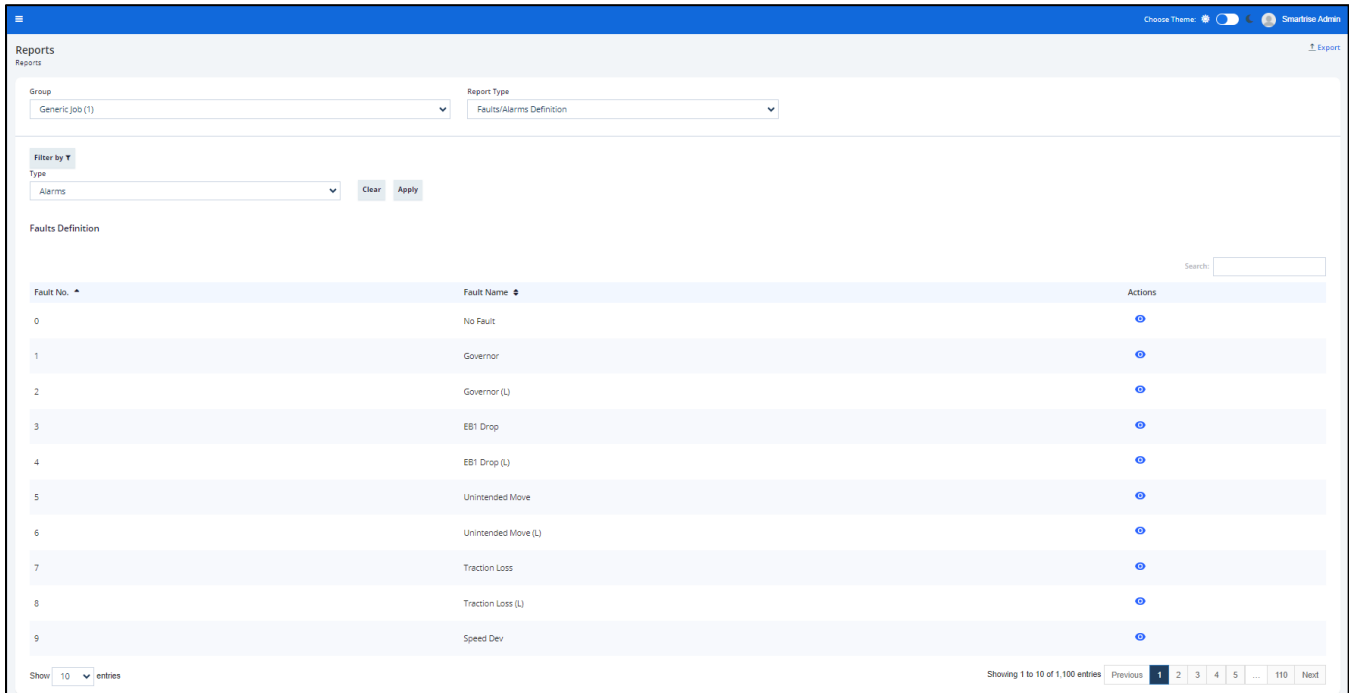 Choose Theme: Smartrise Admin
Reports
Reports
Export
Group Report Type
Generic Job (1) Faults/Alarms Definition
Filter by
Type
Alarms Clear Apply
Faults Definition
Search:
Fault No. Fault Name Actions
0 No Fault
1 Governor
2 Governor (L)
3 EB1 Drop
4 EB1 Drop (L)
5 Unintended Move
6 Unintended Move (L)
7 Traction Loss
8 Traction Loss (L)
9 Speed Dev
Show 10 entries Showing 1 to 10 of 1,100 entries Previous 1 2 3 4 5 ... 110 Next